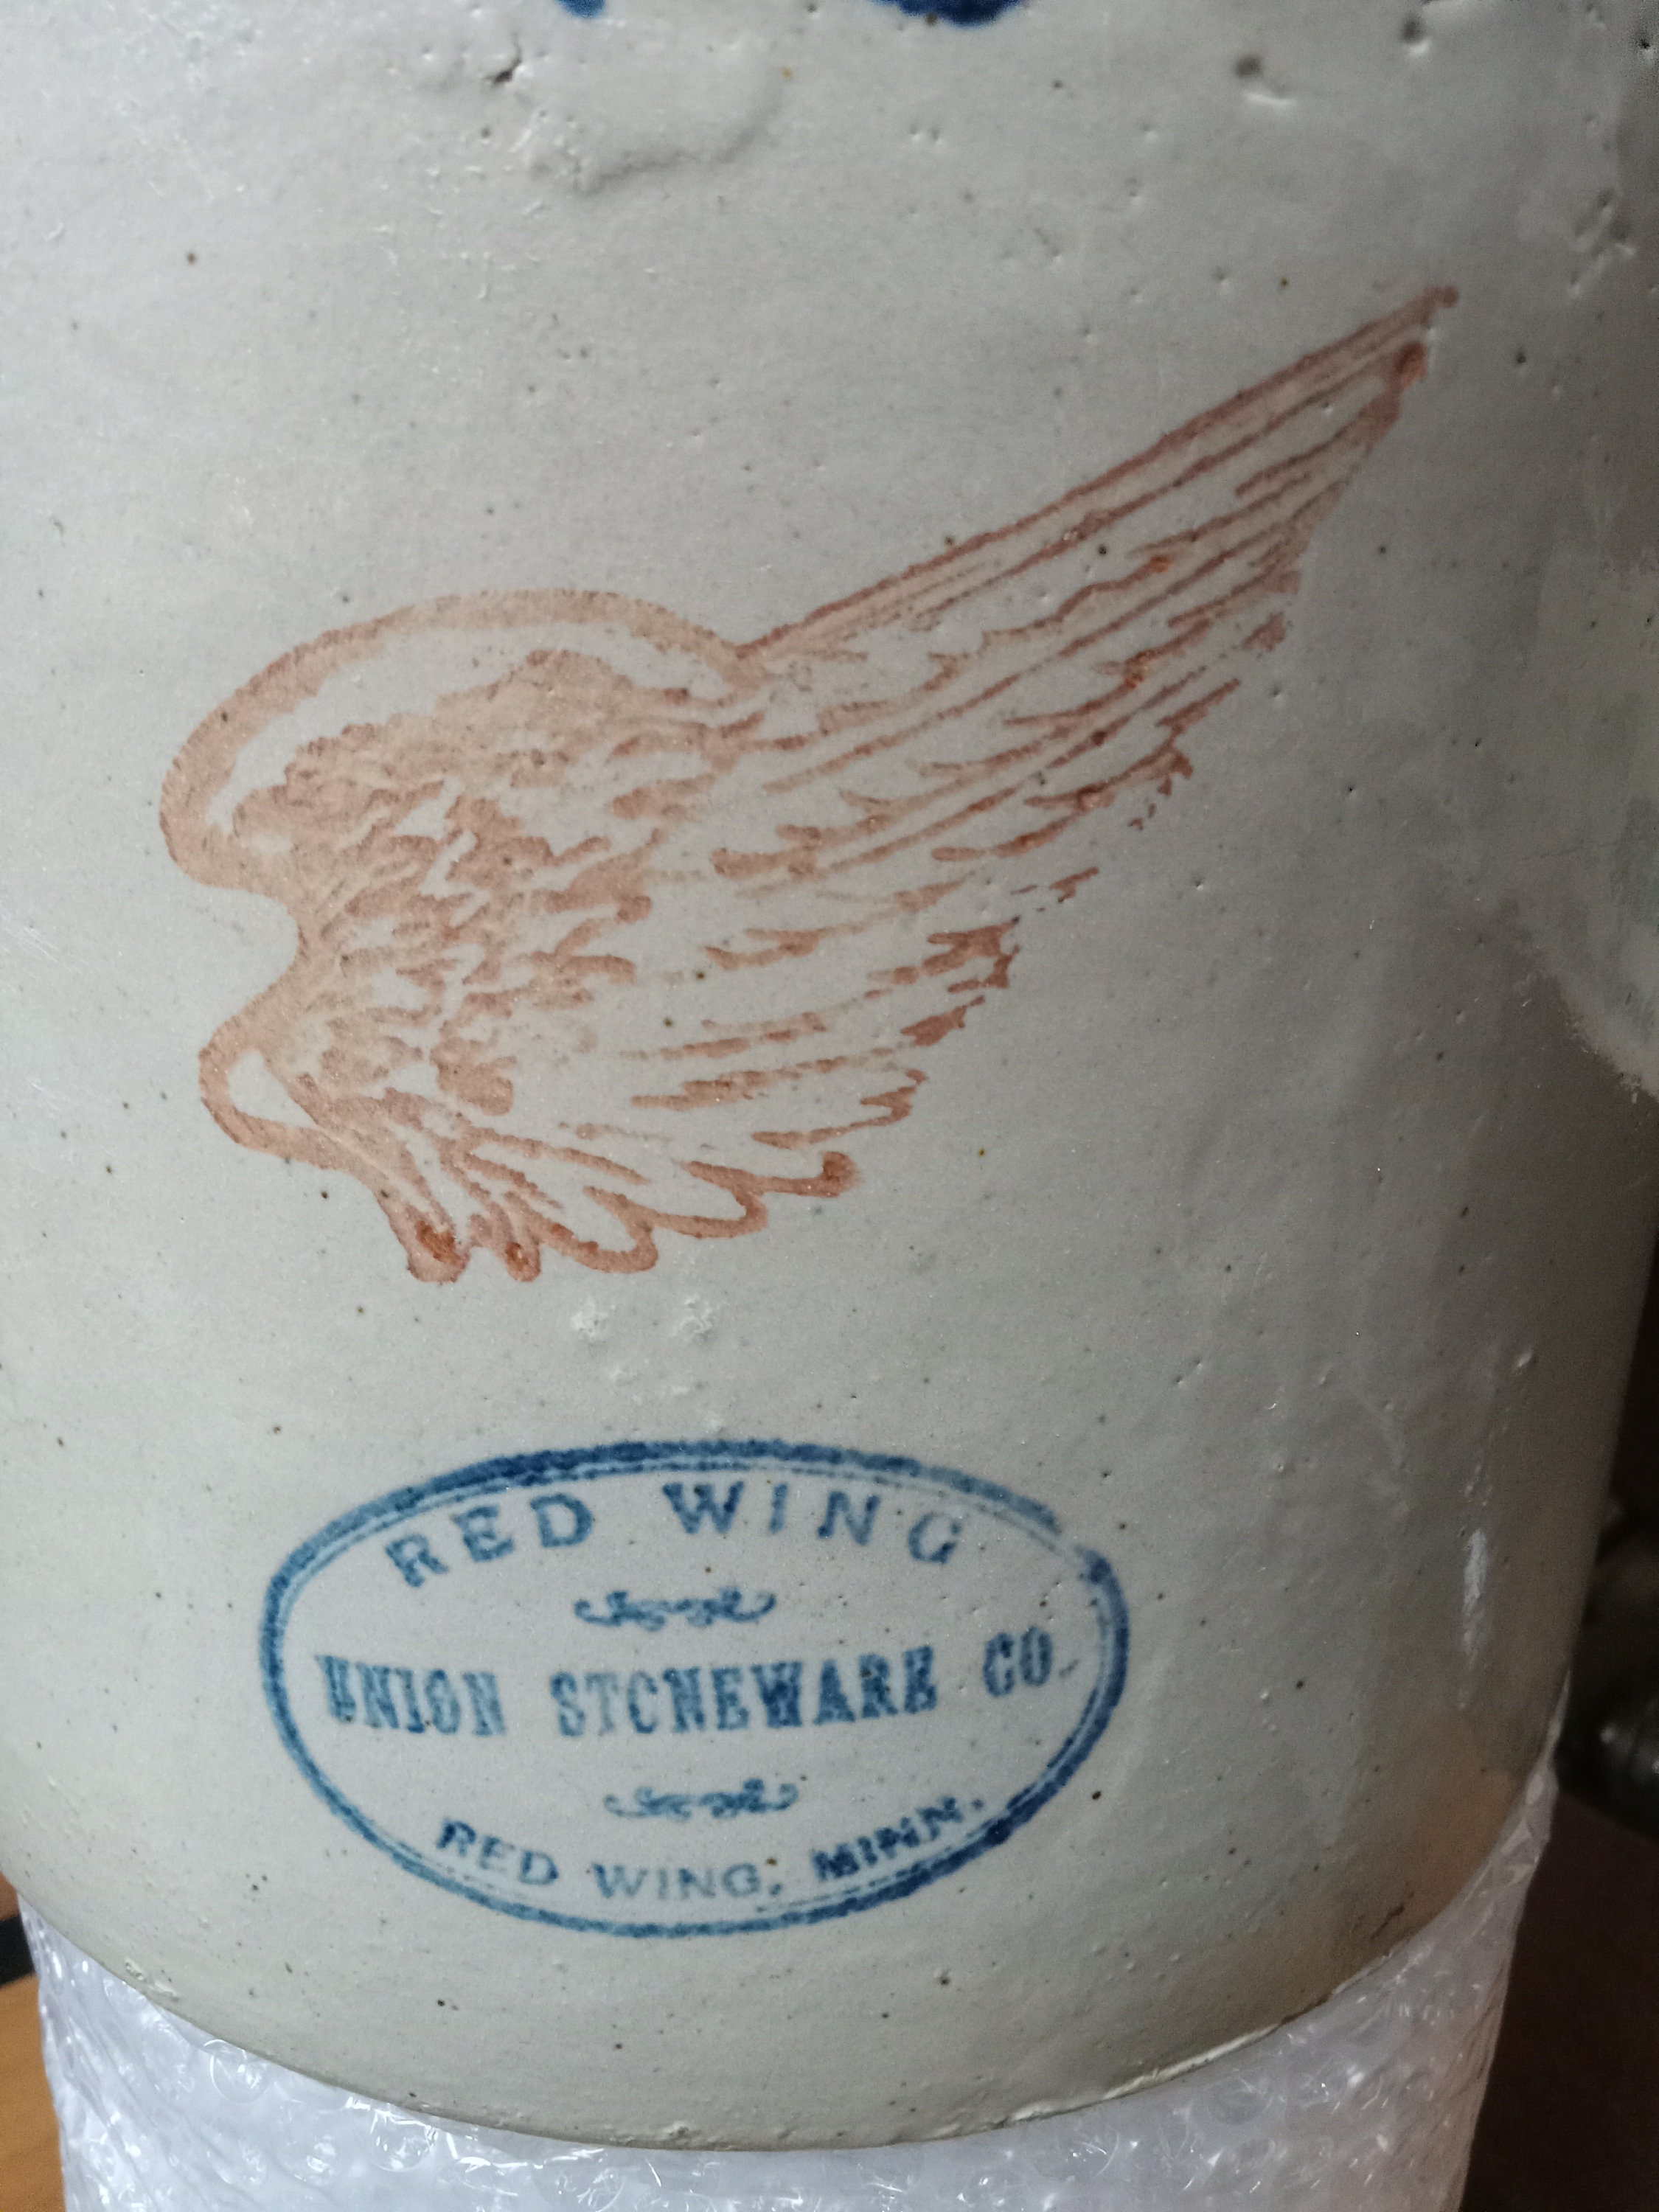 RED WING
UNION STONEWARE CO.
RED WING, MINN.